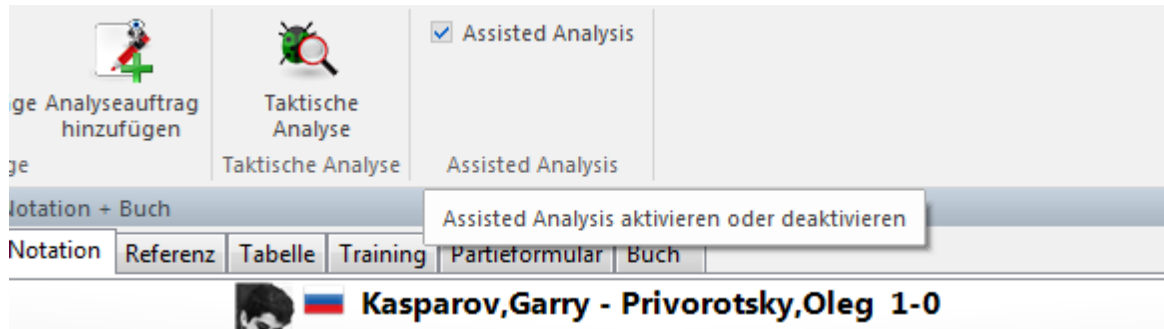 Assisted Analysis
Analyseauftrag
hinzufügen
Taktische
Analyse
Taktische Analyse
Assisted Analysis
Notation + Buch
Assisted Analysis aktivieren oder deaktivieren
Notation Referenz Tabelle Training Partieformular Buch
Kasparov,Garry - Privorotsky,Oleg 1-0